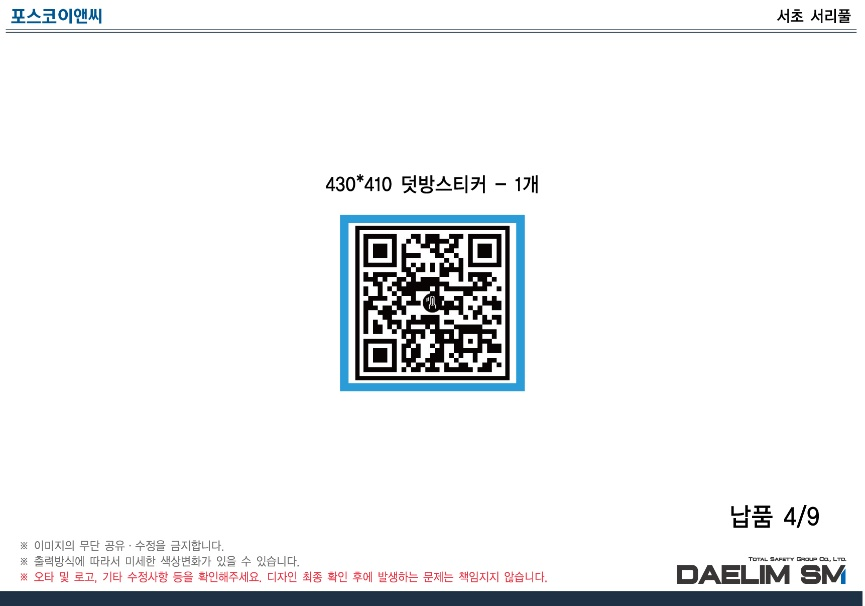 포스코이앤씨
서초 서리풀
430*410 덧방스티커 - 1개
납품 4/9
※ 이미지의 무단 공유·수정을 금지합니다.
※ 출력방식에 따라서 미세한 색상변화가 있을 수 있습니다.
※ 오타 및 로고, 기타 수정사항 등을 확인해주세요. 디자인 최종 확인 후에 발생하는 문제는 책임지지 않습니다.
TOTAL SAFETY GROUP CO., LTD.
DAELIM SM